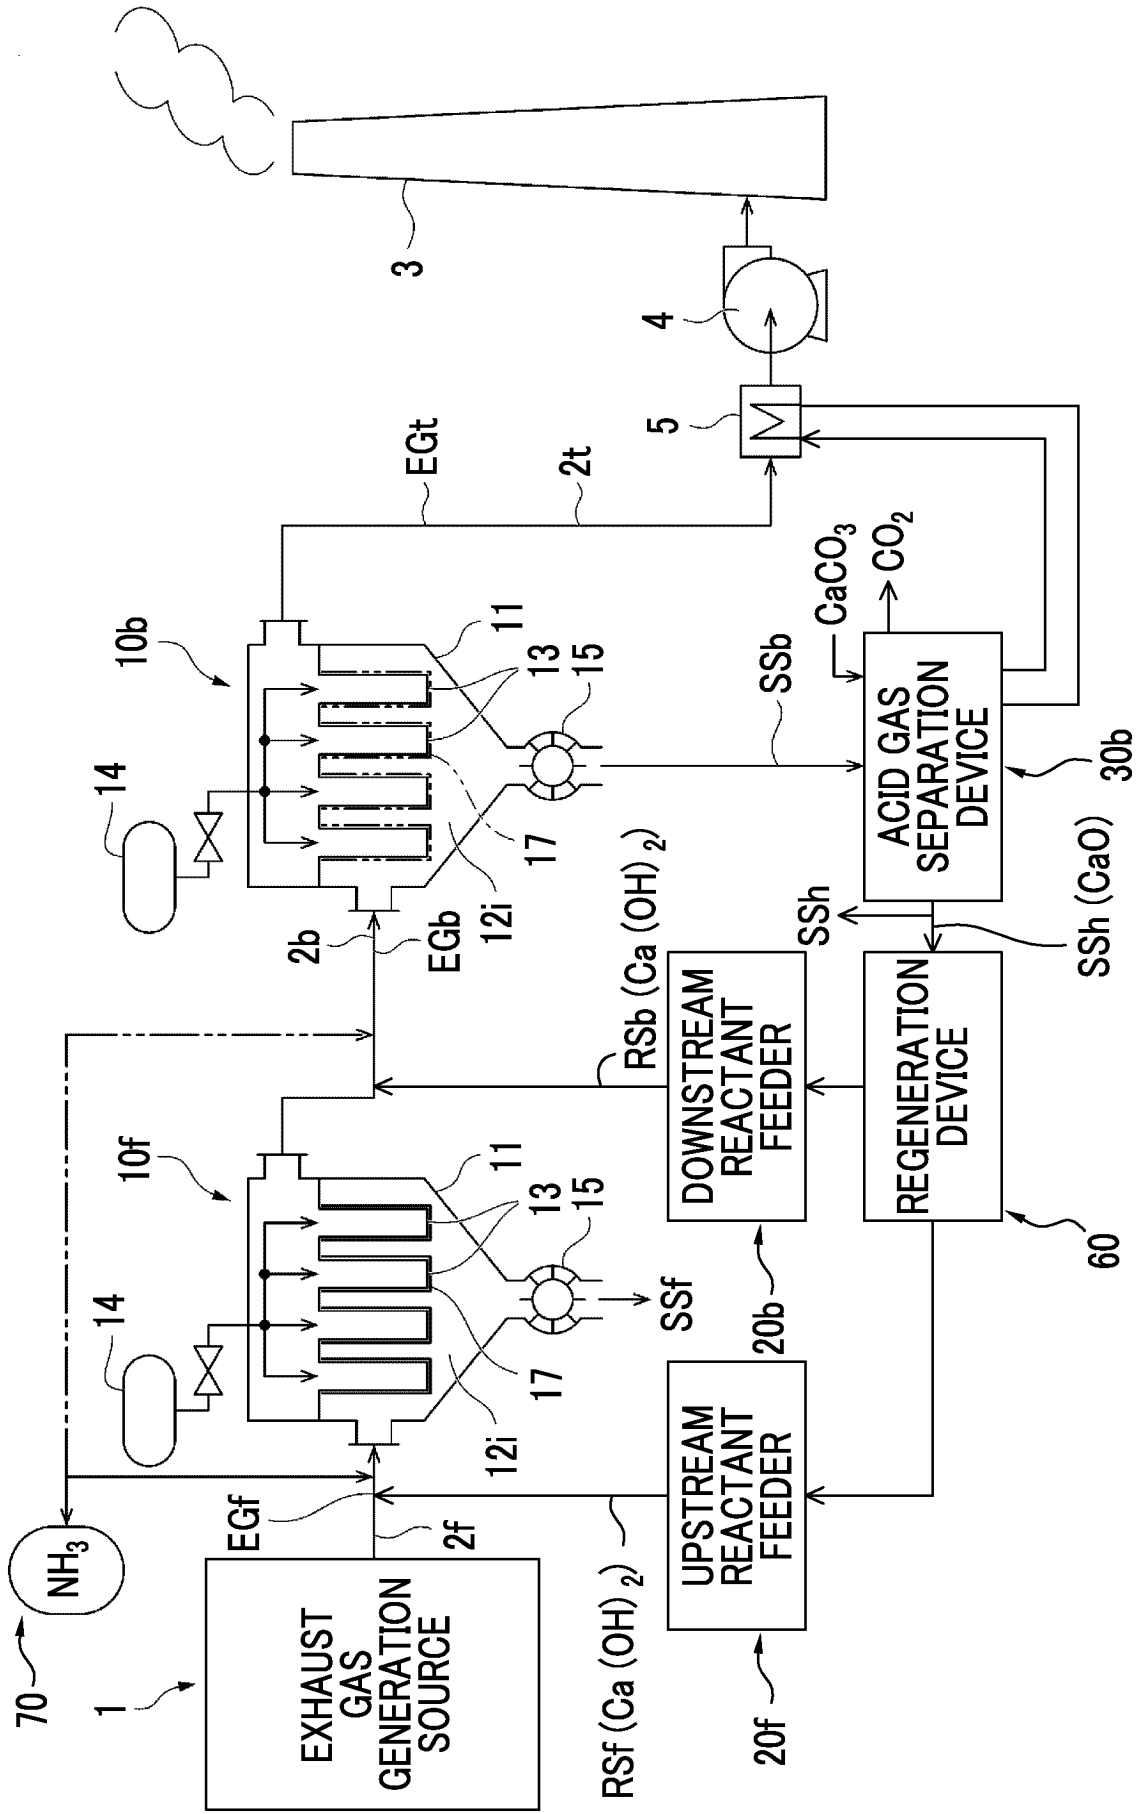 70
NH3
1
EXHAUST
GAS
GENERATION
SOURCE
EGf
2f
14
10f
12i
17
11
13
15
SSf
2b
EGb
14
10b
12i
17
11
13
15
EGt
2t
3
4
5
RSf (Ca (OH) 2)
UPSTREAM
REACTANT
FEEDER
20f
RSb (Ca (OH) 2)
DOWNSTREAM
REACTANT
FEEDER
20b
REGENERATION
DEVICE
60
SSh
SSh (CaO)
SSb
CaCO3
CO2
ACID GAS
SEPARATION
DEVICE
30b